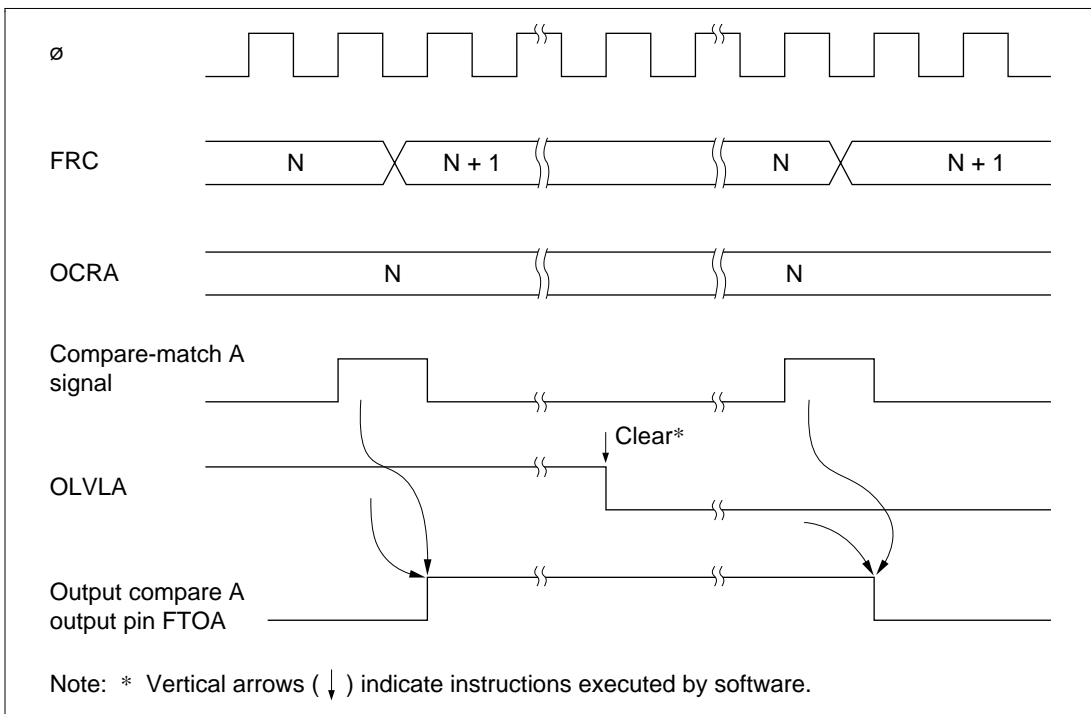 ø
FRC
N
N + 1
N
N + 1
OCRA
N
N
Compare-match A
signal
Clear*
OLVLA
Output compare A
output pin FTOA
Note: * Vertical arrows ( ↓ ) indicate instructions executed by software.